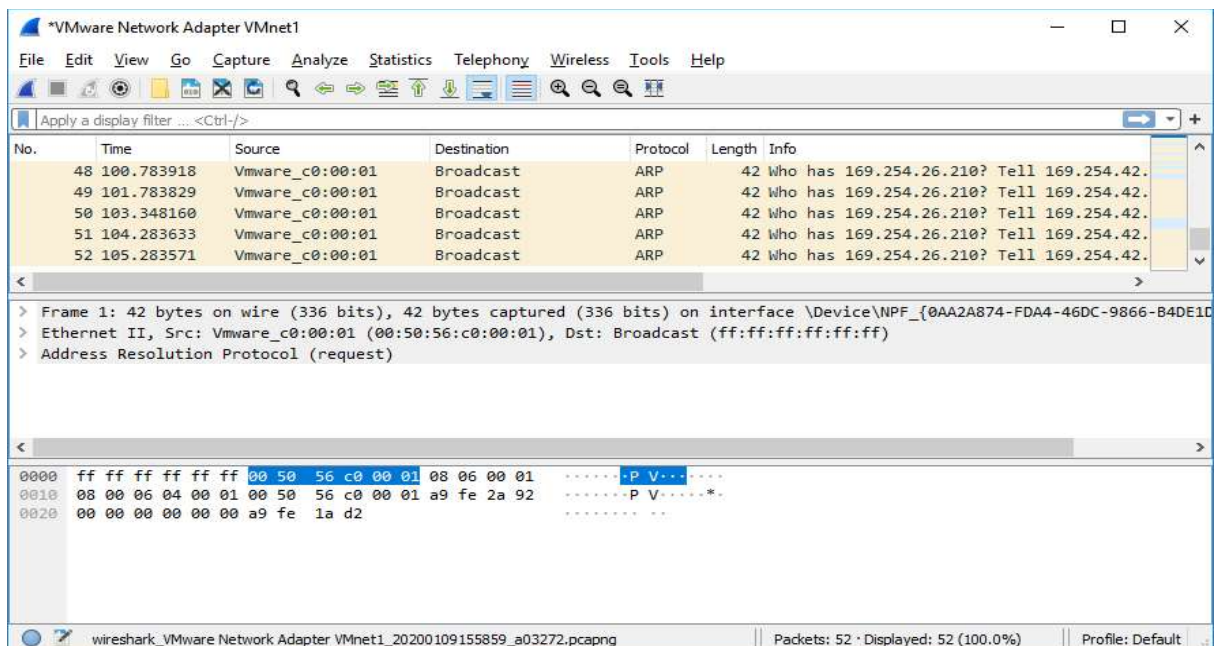 *VMware Network Adapter VMnet1
File Edit View Go Capture Analyze Statistics Telephony Wireless Tools Help
Apply a display filter ... <Ctrl-/>
No. Time Source Destination Protocol Length Info
48 100.783918 Vmware_c0:00:01 Broadcast ARP 42 Who has 169.254.26.210? Tell 169.254.42.
49 101.783829 Vmware_c0:00:01 Broadcast ARP 42 Who has 169.254.26.210? Tell 169.254.42.
50 103.348160 Vmware_c0:00:01 Broadcast ARP 42 Who has 169.254.26.210? Tell 169.254.42.
51 104.283633 Vmware_c0:00:01 Broadcast ARP 42 Who has 169.254.26.210? Tell 169.254.42.
52 105.283571 Vmware_c0:00:01 Broadcast ARP 42 Who has 169.254.26.210? Tell 169.254.42.
> Frame 1: 42 bytes on wire (336 bits), 42 bytes captured (336 bits) on interface \Device\NPF_{0AA2A874-FDA4-46DC-9866-B4DE1D
> Ethernet II, Src: Vmware_c0:00:01 (00:50:56:c0:00:01), Dst: Broadcast (ff:ff:ff:ff:ff:ff)
> Address Resolution Protocol (request)
0000 ff ff ff ff ff ff 00 50 56 c0 00 01 08 06 00 01 ·······P V·······
0010 08 00 06 04 00 01 00 50 56 c0 00 01 a9 fe 2a 92 ·······P V·····*·
0020 00 00 00 00 00 00 a9 fe 1a d2 ········ ··
wireshark_VMware Network Adapter VMnet1_20200109155859_a03272.pcapng Packets: 52 · Displayed: 52 (100.0%) Profile: Default